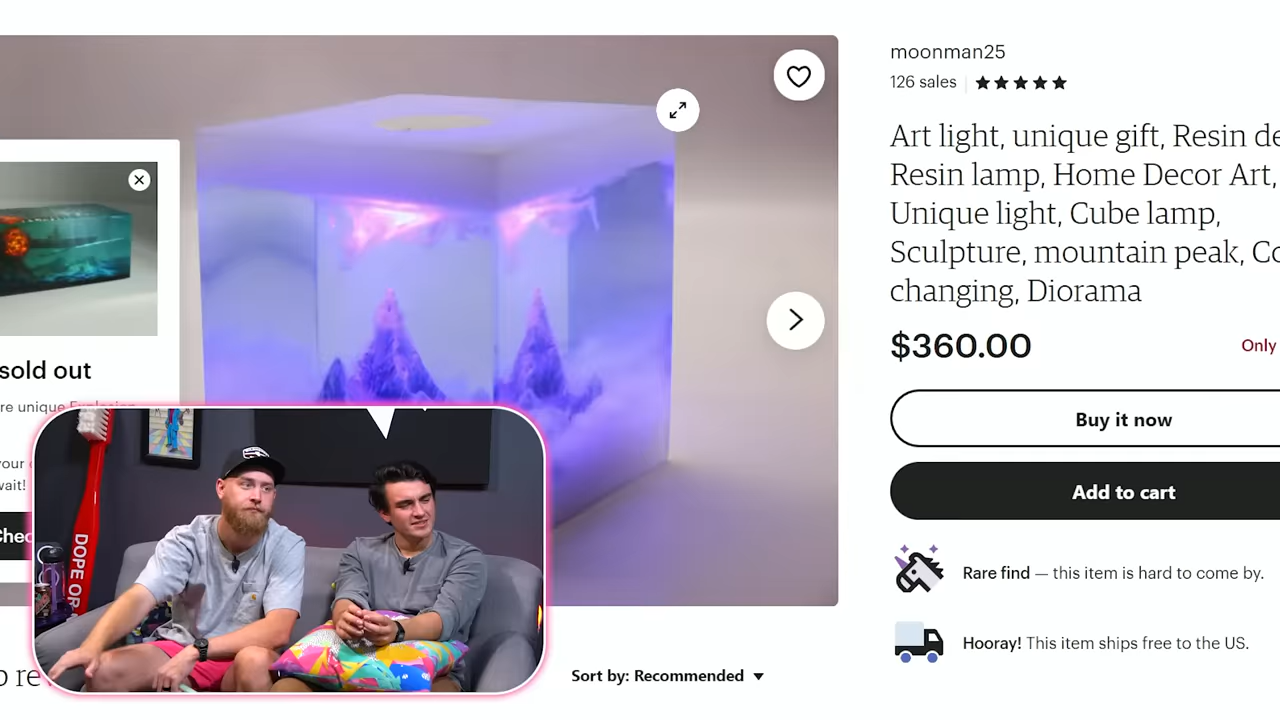 moonman25
126 sales
Art light, unique gift, Resin de
Resin lamp, Home Decor Art,
Unique light, Cube lamp,
Sculpture, mountain peak, Co
changing, Diorama
$360.00
Only
Buy it now
Add to cart
Rare find — this item is hard to come by.
Hooray! This item ships free to the US.
sold out
re unique Explosion
your
wait!
Chec
DOPE OR
Sort by: Recommended